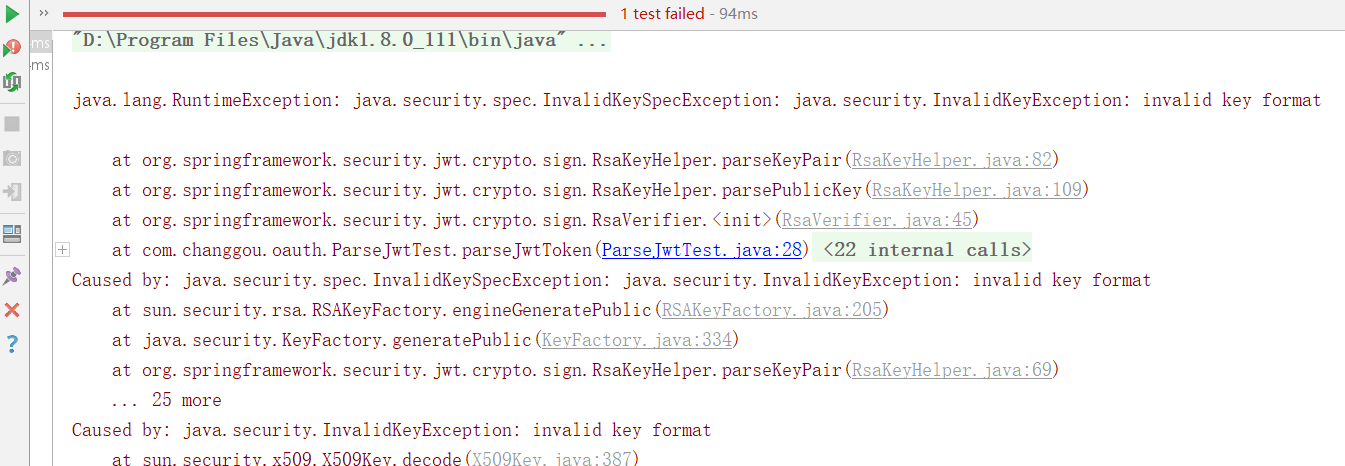 >> 1 test failed - 94ms
ms
"D:\Program Files\Java\jdk1.8.0_111\bin\java" ...
ms
java.lang.RuntimeException: java.security.spec.InvalidKeySpecException: java.security.InvalidKeyException: invalid key format
at org.springframework.security.jwt.crypto.sign.RsaKeyHelper.parseKeyPair(RsaKeyHelper.java:82)
at org.springframework.security.jwt.crypto.sign.RsaKeyHelper.parsePublicKey(RsaKeyHelper.java:109)
at org.springframework.security.jwt.crypto.sign.RsaVerifier.<init>(RsaVerifier.java:45)
at com.changgou.oauth.ParseJwtTest.parseJwtToken(ParseJwtTest.java:28) <22 internal calls>
Caused by: java.security.spec.InvalidKeySpecException: java.security.InvalidKeyException: invalid key format
at sun.security.rsa.RSAKeyFactory.engineGeneratePublic(RSAKeyFactory.java:205)
at java.security.KeyFactory.generatePublic(KeyFactory.java:334)
at org.springframework.security.jwt.crypto.sign.RsaKeyHelper.parseKeyPair(RsaKeyHelper.java:69)
... 25 more
Caused by: java.security.InvalidKeyException: invalid key format
at sun.security.x509.X509Key.decode(X509Key.java:387)